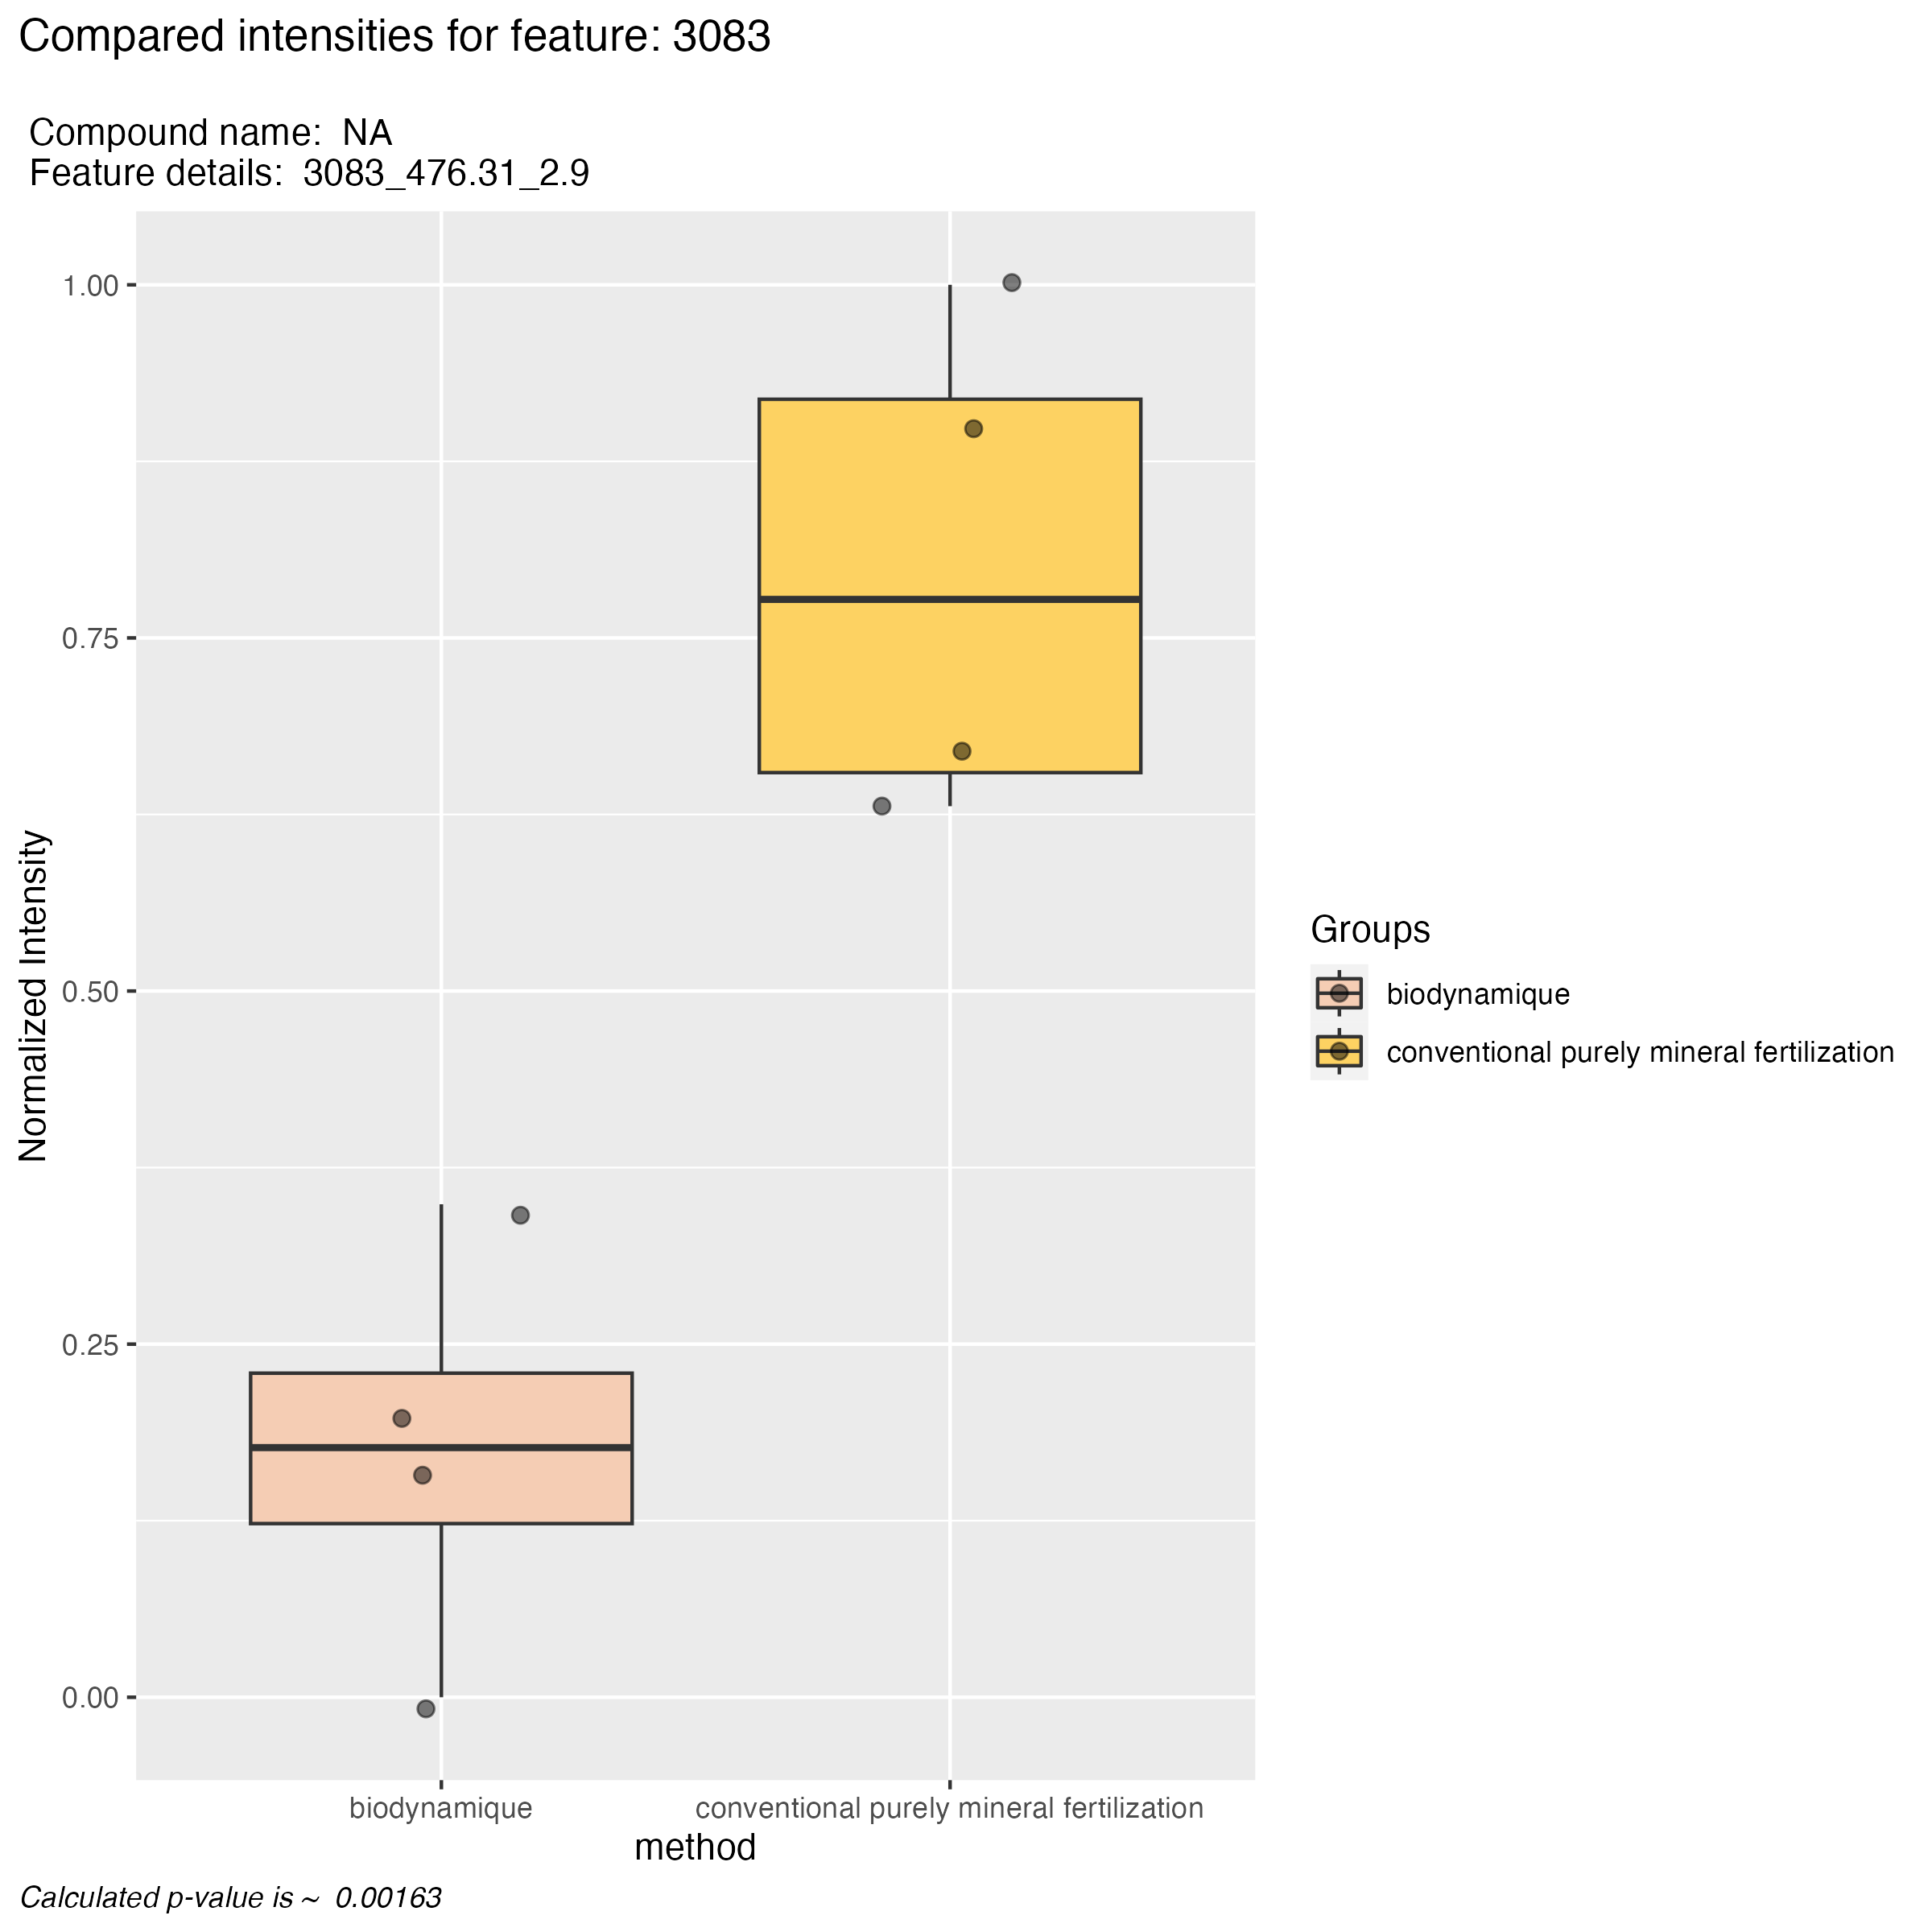 Compared intensities for feature: 3083
Compound name:  NA
Feature details:  3083_476.31_2.9
1.00
0.75
0.50
0.25
0.00
Normalized Intensity
biodynamique
conventional purely mineral fertilization
method
Groups
biodynamique
conventional purely mineral fertilization
Calculated p-value is ~  0.00163